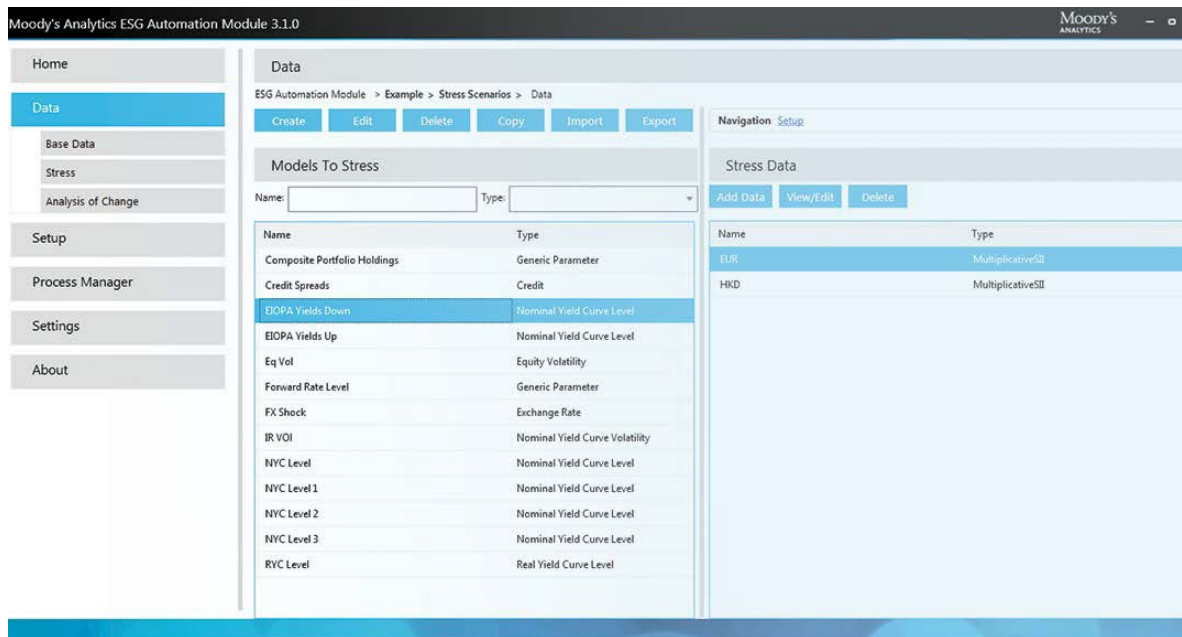 Moody's Analytics ESG Automation Module 3.1.0
MOODY'S
ANALYTICS
Home
Data
Base Data
Stress
Analysis of Change
Setup
Process Manager
Settings
About
Data
ESG Automation Module > Example > Stress Scenarios > Data
Create Edit Delete Copy Import Export
Navigation Setup
Models To Stress
Name: Type:
Name Type
Composite Portfolio Holdings Generic Parameter
Credit Spreads Credit
EIOPA Yields Down Nominal Yield Curve Level
EIOPA Yields Up Nominal Yield Curve Level
Eq Vol Equity Volatility
Forward Rate Level Generic Parameter
FX Shock Exchange Rate
IR VOl Nominal Yield Curve Volatility
NYC Level Nominal Yield Curve Level
NYC Level 1 Nominal Yield Curve Level
NYC Level 2 Nominal Yield Curve Level
NYC Level 3 Nominal Yield Curve Level
RYC Level Real Yield Curve Level
Stress Data
Add Data View/Edit Delete
Name Type
EUR MultiplicativeSII
HKD MultiplicativeSII